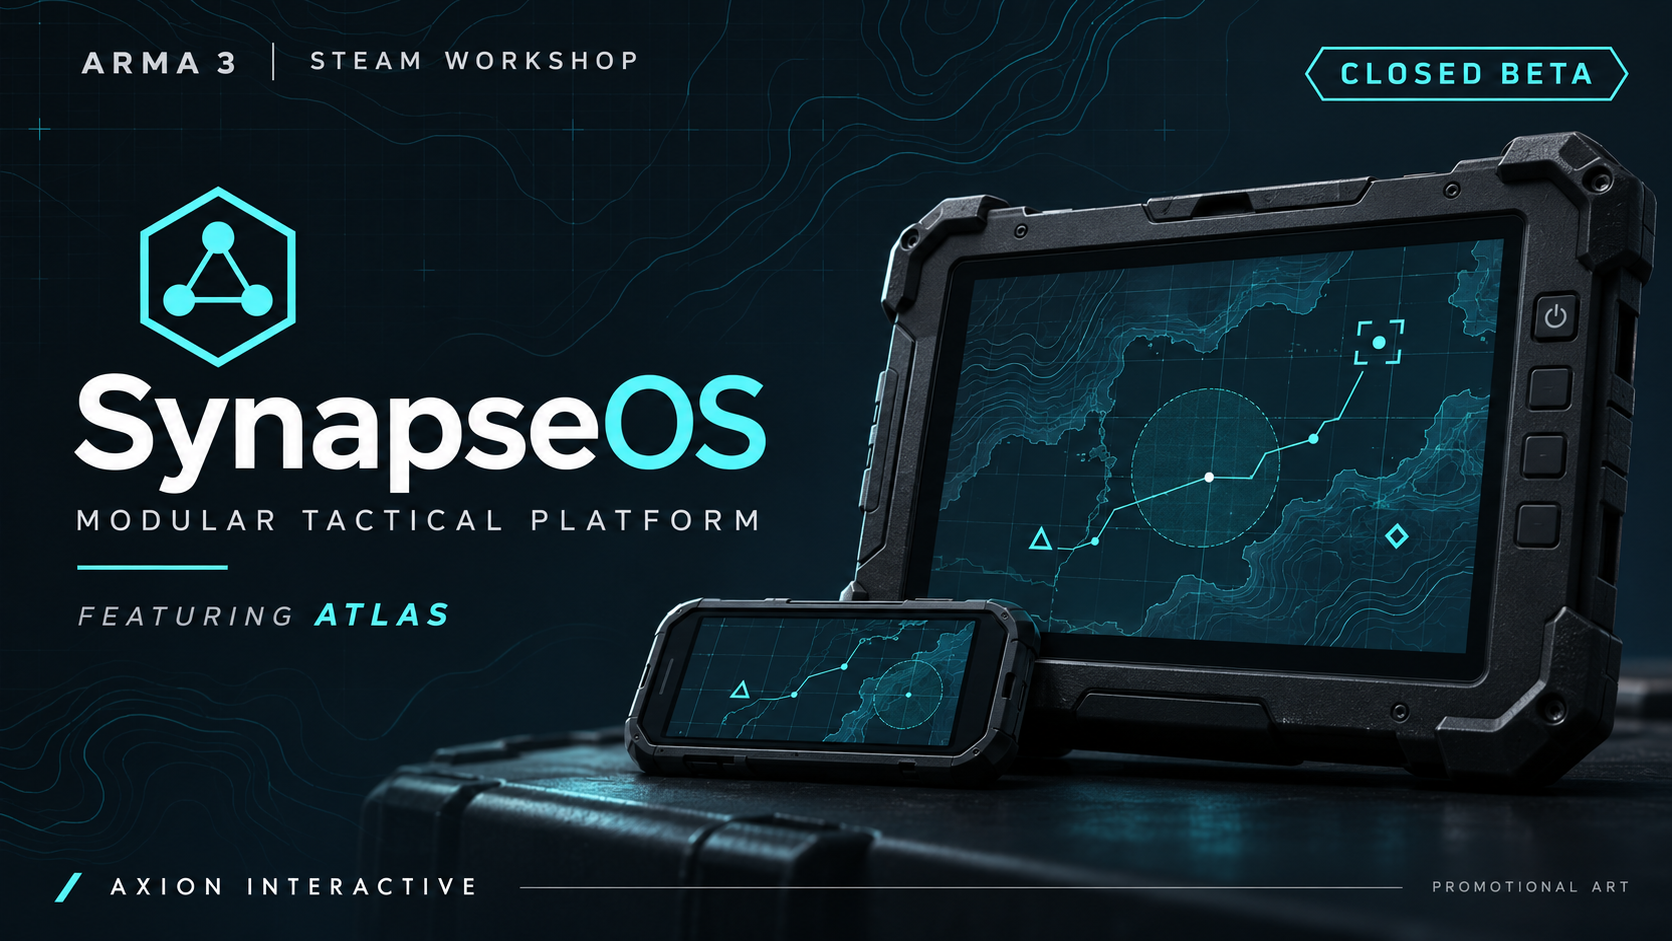 ARMA 3 | STEAM WORKSHOP
CLOSED BETA
SynapseOS
MODULAR TACTICAL PLATFORM
FEATURING ATLAS
AXION INTERACTIVE
PROMOTIONAL ART